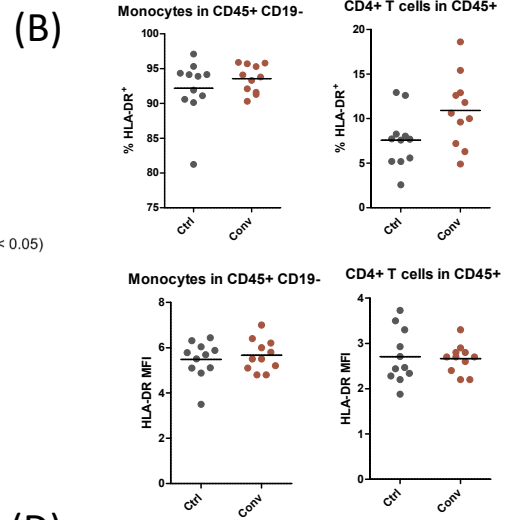 (B)
Monocytes in CD45+ CD19-
100
95
90
85
80
75
% HLA-DR+
Ctrl
Conv
CD4+ T cells in CD45+
20
15
10
5
0
% HLA-DR+
Ctrl
Conv
< 0.05)
Monocytes in CD45+ CD19-
8
6
4
2
0
HLA-DR MFI
Ctrl
Conv
CD4+ T cells in CD45+
4
3
2
1
0
HLA-DR MFI
Ctrl
Conv
(D)